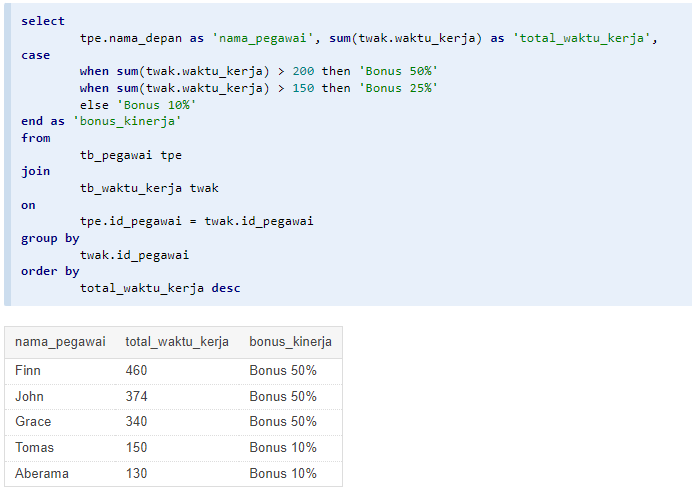 select
tpe.nama_depan as 'nama_pegawai', sum(twak.waktu_kerja) as 'total_waktu_kerja',
case
when sum(twak.waktu_kerja) > 200 then 'Bonus 50%'
when sum(twak.waktu_kerja) > 150 then 'Bonus 25%'
else 'Bonus 10%'
end as 'bonus_kinerja'
from
tb_pegawai tpe
join
tb_waktu_kerja twak
on
tpe.id_pegawai = twak.id_pegawai
group by
twak.id_pegawai
order by
total_waktu_kerja desc
nama_pegawai total_waktu_kerja bonus_kinerja
Finn 460 Bonus 50%
John 374 Bonus 50%
Grace 340 Bonus 50%
Tomas 150 Bonus 10%
Aberama 130 Bonus 10%